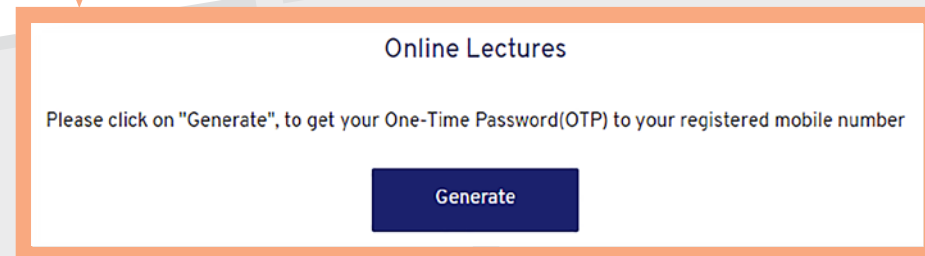 Online Lectures
Please click on "Generate", to get your One-Time Password(OTP) to your registered mobile number
Generate